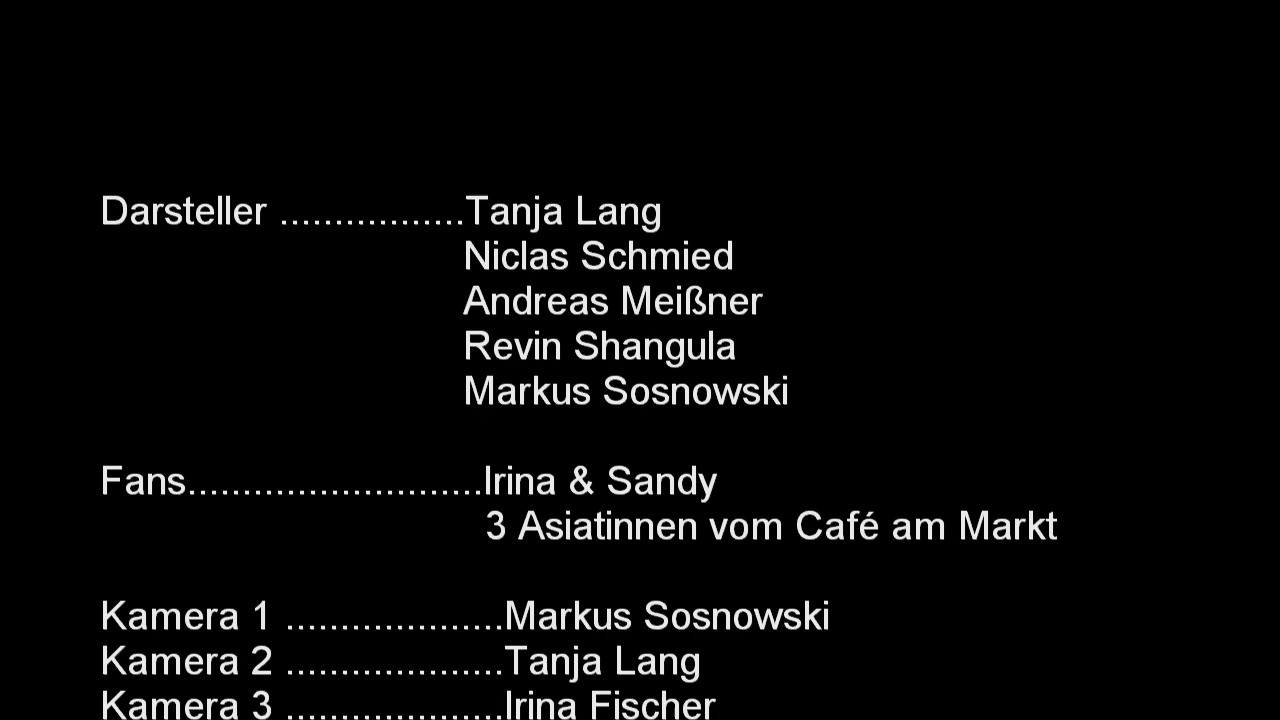 Darsteller .................Tanja Lang
Niclas Schmied
Andreas Meißner
Revin Shangula
Markus Sosnowski
Fans...........................Irina & Sandy
3 Asiatinnen vom Café am Markt
Kamera 1 ....................Markus Sosnowski
Kamera 2 ....................Tanja Lang
Kamera 3 ....................Irina Fischer